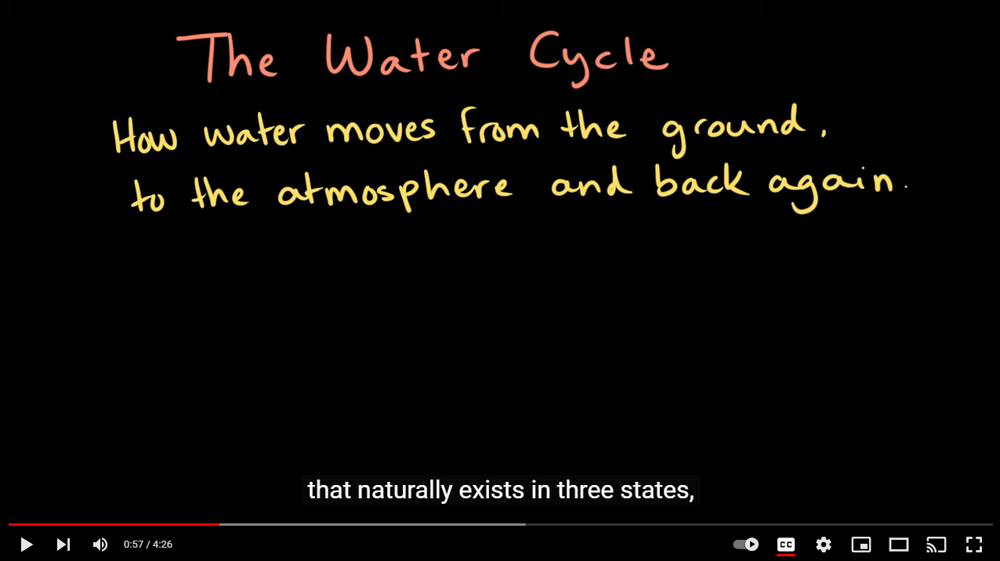 The Water Cycle
How water moves from the ground.
to the atmosphere and back again.
that naturally exists in three states,
0:57 / 4:26
CC